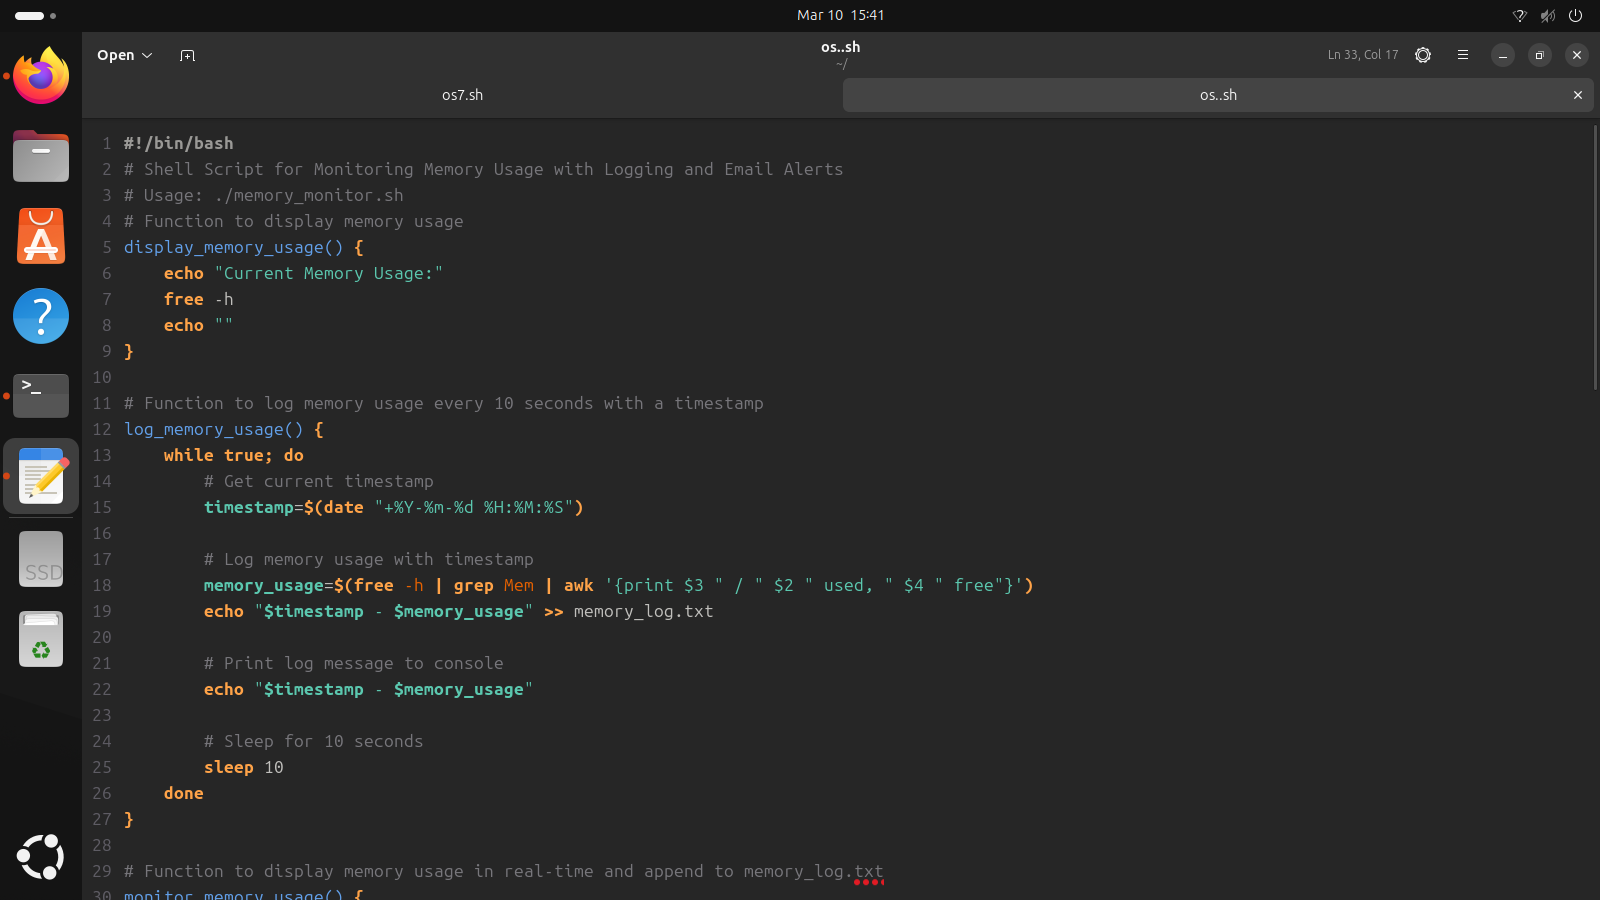 Mar 10 15:41
Open
os..sh
~/
Ln 33, Col 17
os7.sh
os..sh
1 #!/bin/bash
2 # Shell Script for Monitoring Memory Usage with Logging and Email Alerts
3 # Usage: ./memory_monitor.sh
4 # Function to display memory usage
5 display_memory_usage() {
6     echo "Current Memory Usage:"
7     free -h
8     echo ""
9 }
10
11 # Function to log memory usage every 10 seconds with a timestamp
12 log_memory_usage() {
13     while true; do
14         # Get current timestamp
15         timestamp=$(date "+%Y-%m-%d %H:%M:%S")
16
17         # Log memory usage with timestamp
18         memory_usage=$(free -h | grep Mem | awk '{print $3 " / " $2 " used, " $4 " free"}')
19         echo "$timestamp - $memory_usage" >> memory_log.txt
20
21         # Print log message to console
22         echo "$timestamp - $memory_usage"
23
24         # Sleep for 10 seconds
25         sleep 10
26     done
27 }
28
29 # Function to display memory usage in real-time and append to memory_log.txt
30 monitor_memory_usage() {
SSD